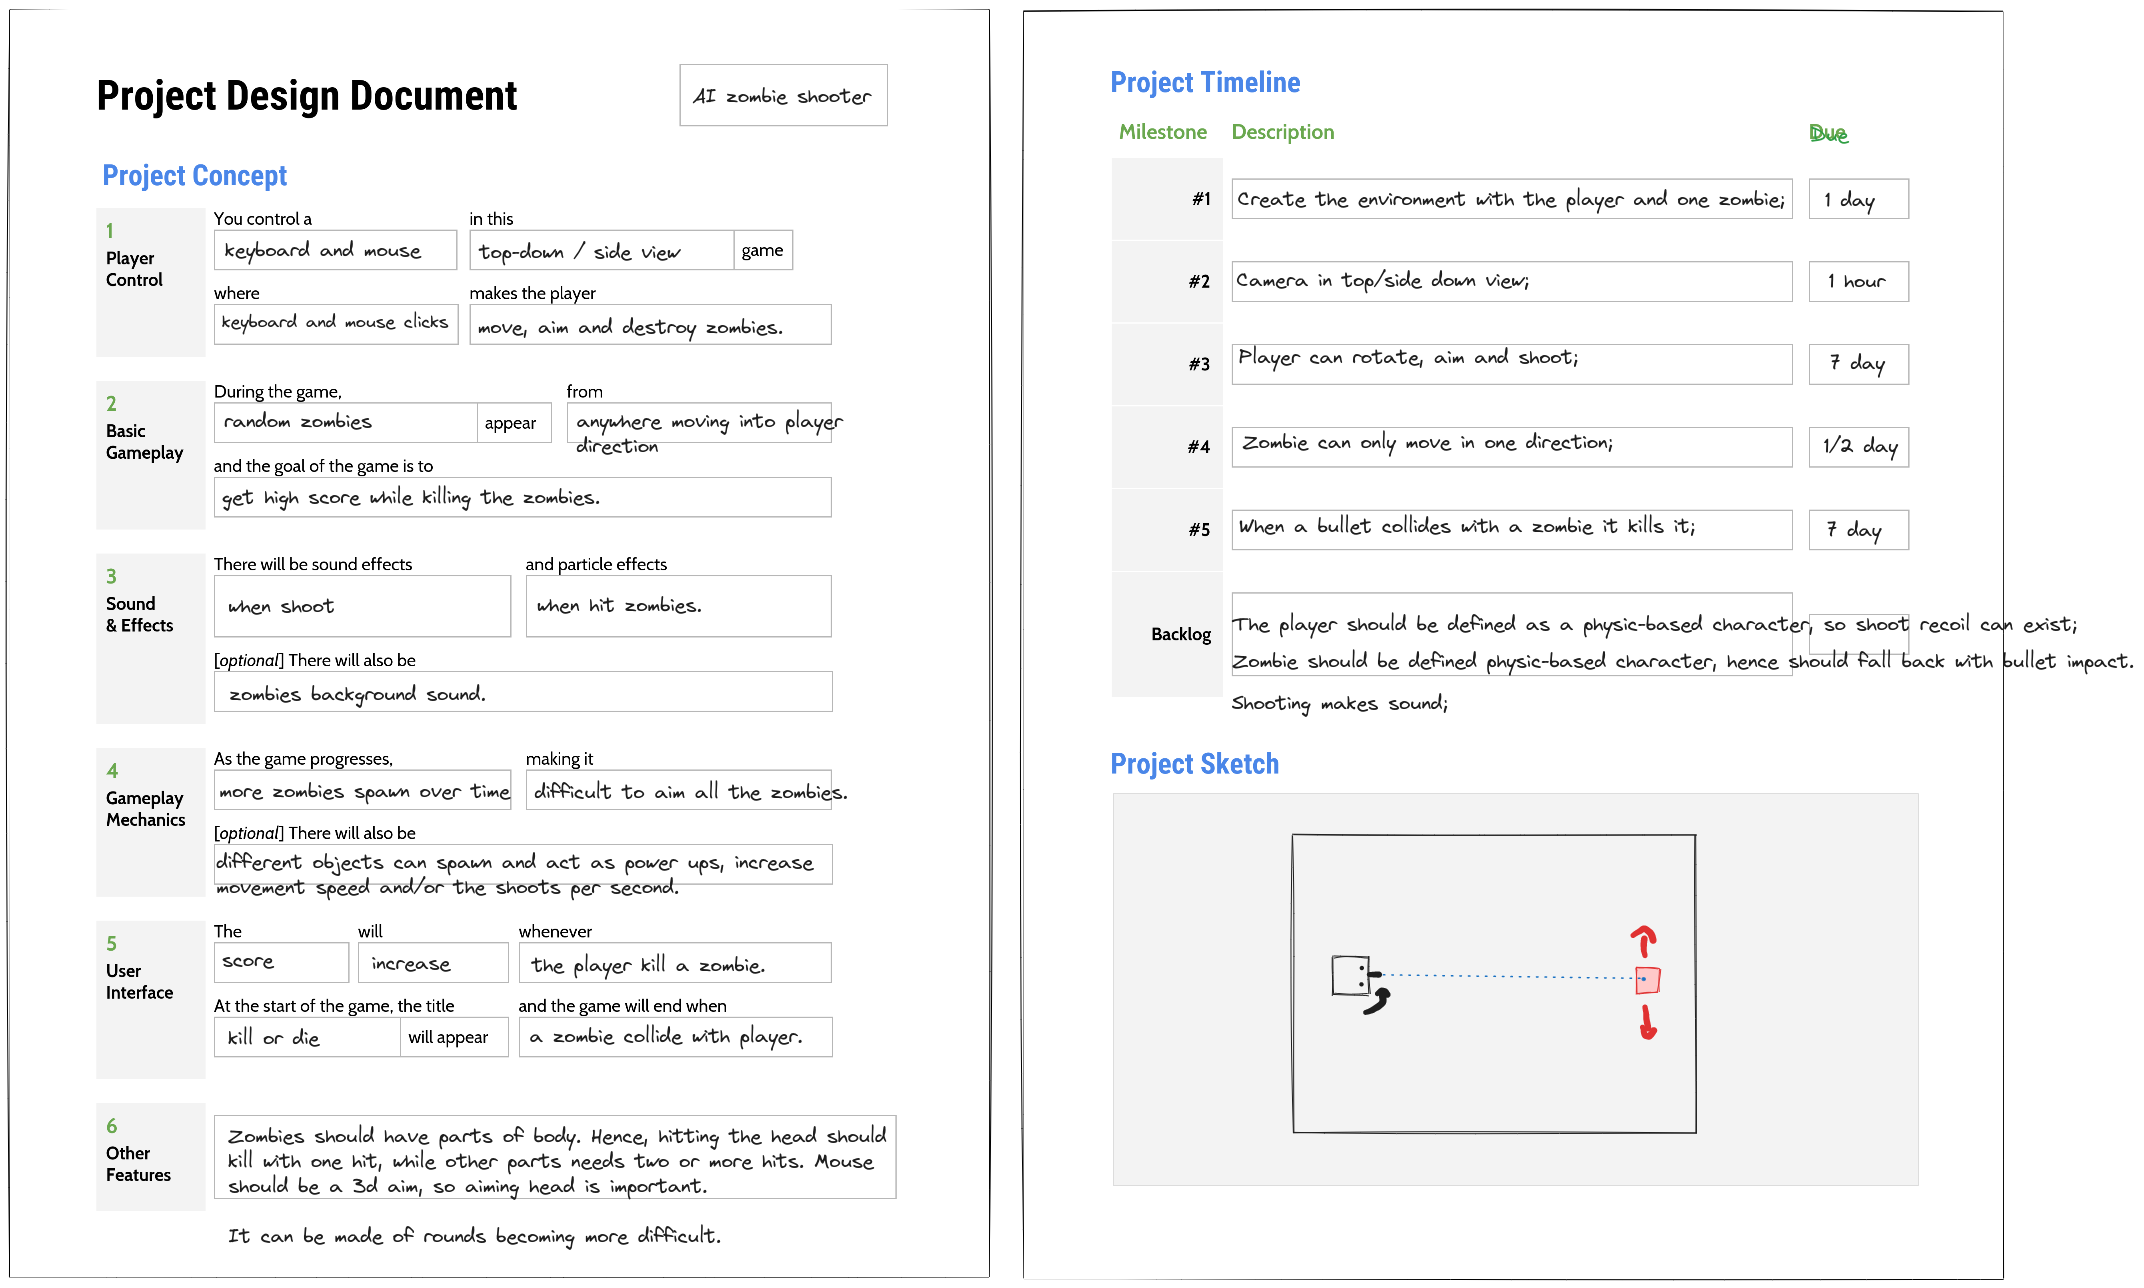 Project Design Document
AI zombie shooter
Project Concept
1
Player
Control
You control a
keyboard and mouse
in this
top-down / side view
game
where
keyboard and mouse clicks
makes the player
move, aim and destroy zombies.
2
Basic
Gameplay
During the game,
random zombies
appear
from
anywhere moving into player
direction
and the goal of the game is to
get high score while killing the zombies.
3
Sound
& Effects
There will be sound effects
when shoot
and particle effects
when hit zombies.
[optional] There will also be
zombies background sound.
4
Gameplay
Mechanics
As the game progresses,
more zombies spawn over time
making it
difficult to aim all the zombies.
[optional] There will also be
different objects can spawn and act as power ups, increase
movement speed and/or the shoots per second.
5
User
Interface
The
score
will
increase
whenever
the player kill a zombie.
At the start of the game, the title
kill or die
will appear
and the game will end when
a zombie collide with player.
6
Other
Features
Zombies should have parts of body. Hence, hitting the head should
kill with one hit, while other parts needs two or more hits. Mouse
should be a 3d aim, so aiming head is important.
It can be made of rounds becoming more difficult.
Project Timeline
Milestone
Description
Due
Due
#1
Create the environment with the player and one zombie;
1 day
#2
Camera in top/side down view;
1 hour
#3
Player can rotate, aim and shoot;
7 day
#4
Zombie can only move in one direction;
1/2 day
#5
When a bullet collides with a zombie it kills it;
7 day
Backlog
The player should be defined as a physic-based character, so shoot recoil can exist;
Zombie should be defined physic-based character, hence should fall back with bullet impact.
Shooting makes sound;
Project Sketch